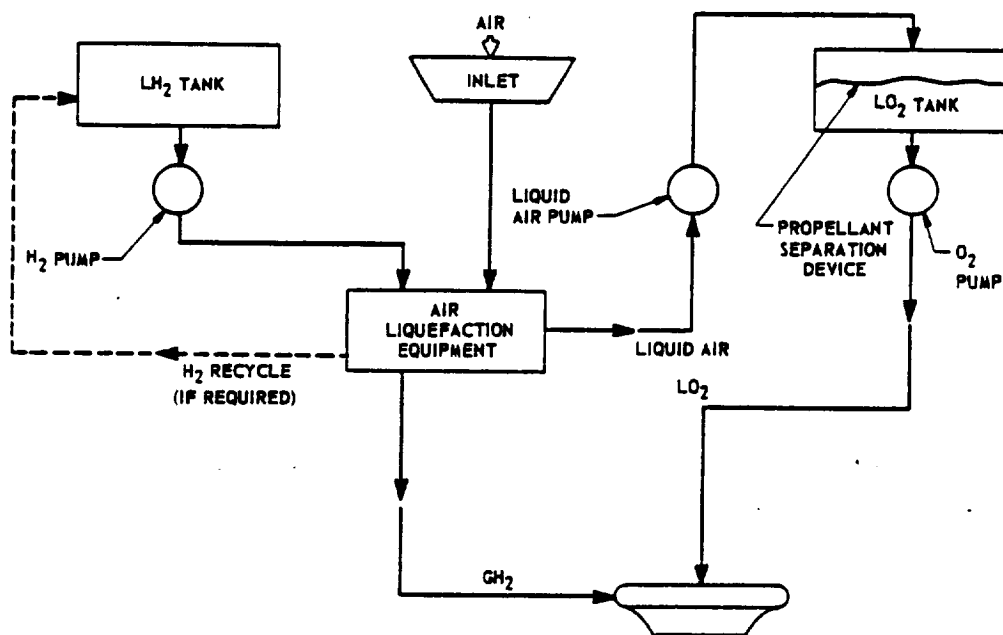 AIR
INLET
LH₂ TANK
LO₂ TANK
LIQUID
AIR PUMP
PROPELLANT
SEPARATION
DEVICE
O₂
PUMP
H₂ PUMP
AIR
LIQUEFACTION
EQUIPMENT
LIQUID AIR
H₂ RECYCLE
(IF REQUIRED)
LO₂
GH₂